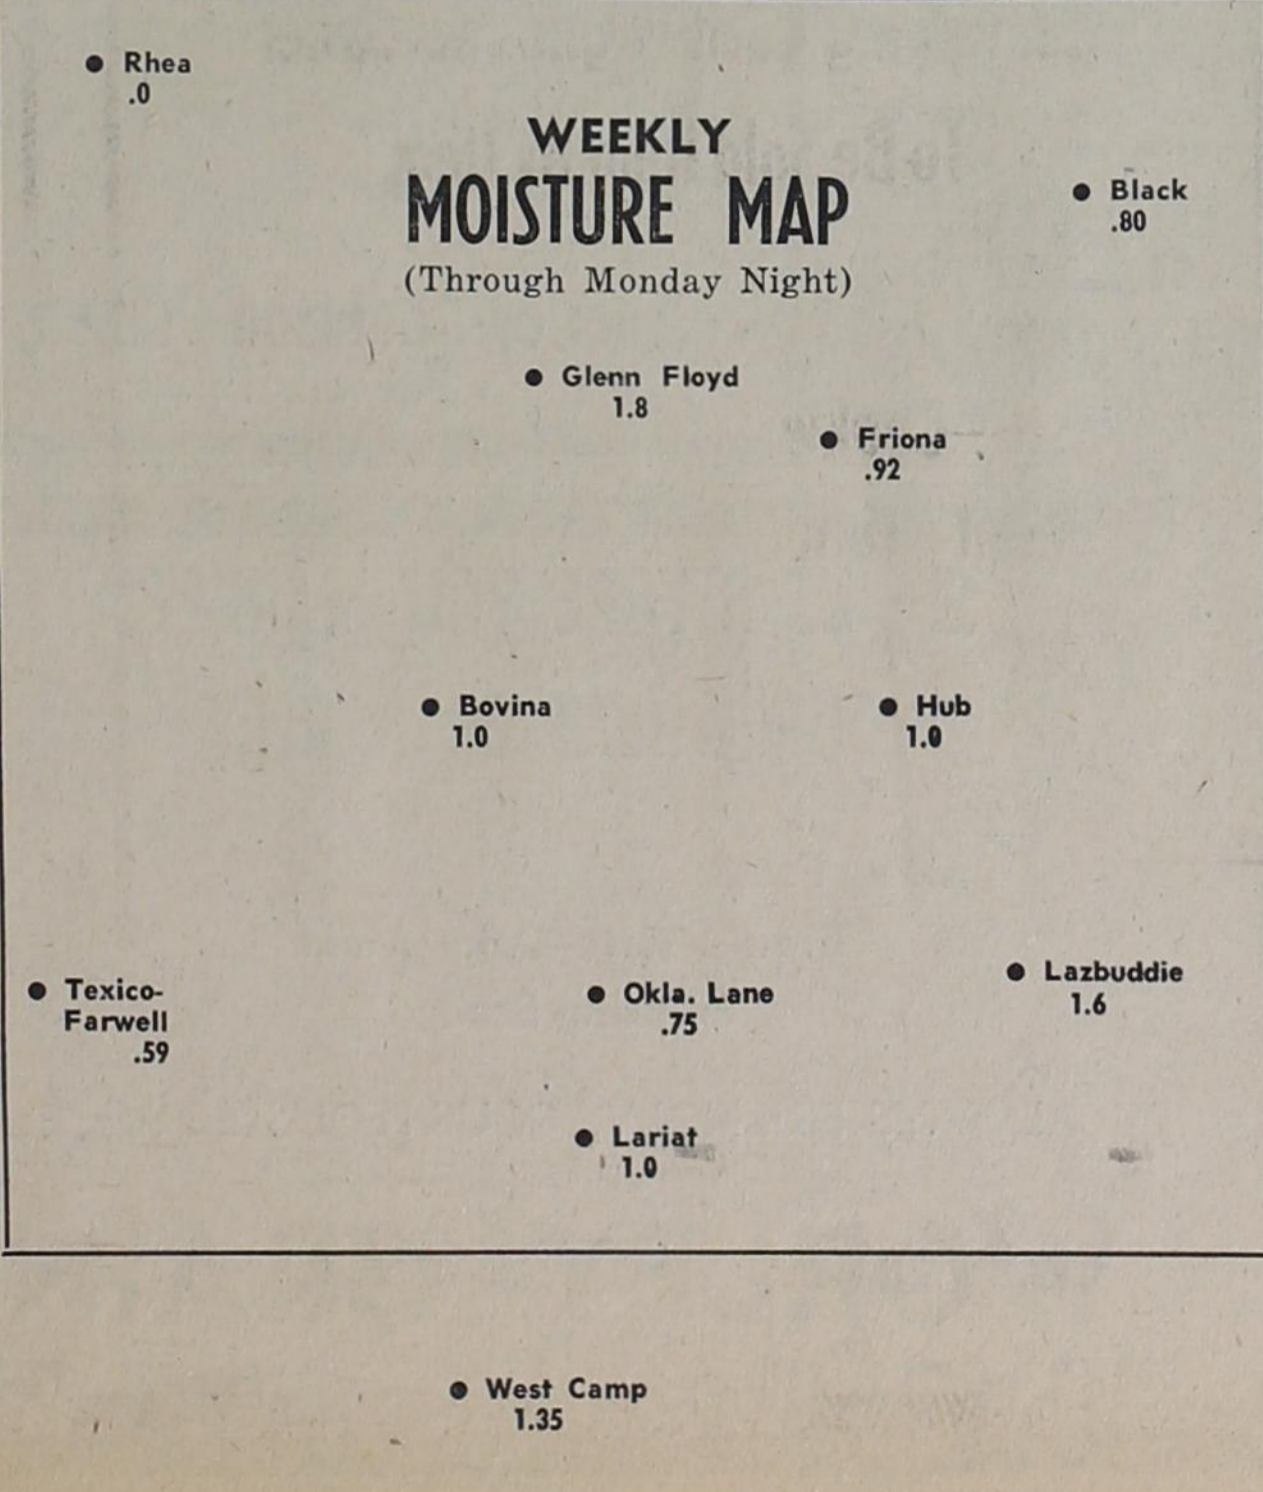 Rhea
.0
WEEKLY
MOISTURE MAP
(Through Monday Night)
Black
.80
Glenn Floyd
1.8
Friona
.92
Bovina
1.0
Hub
1.0
Texico-
Farwell
.59
Okla. Lane
.75
Lazbuddie
1.6
Lariat
1.0
West Camp
1.35